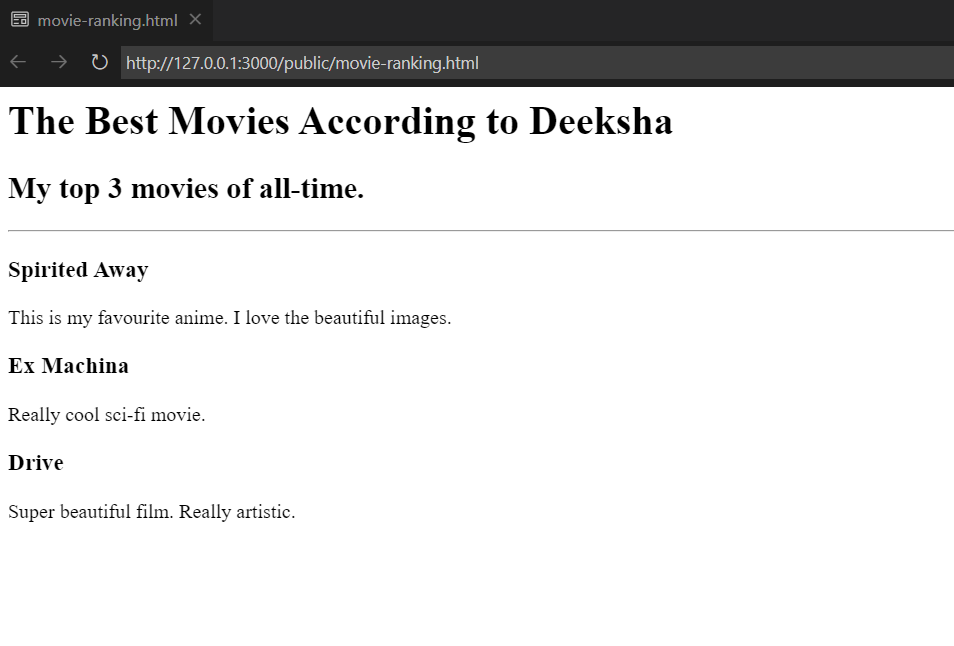 movie-ranking.html
http://127.0.0.1:3000/public/movie-ranking.html
The Best Movies According to Deeksha
My top 3 movies of all-time.
Spirited Away
This is my favourite anime. I love the beautiful images.
Ex Machina
Really cool sci-fi movie.
Drive
Super beautiful film. Really artistic.